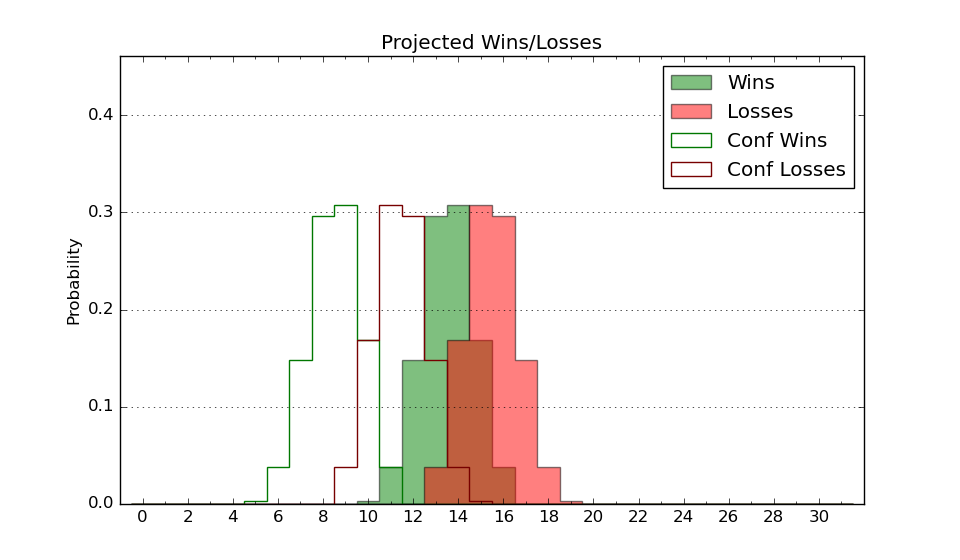 Projected Wins/Losses
Wins
Losses
Conf Wins
Conf Losses
Probability
0.4
0.3
0.2
0.1
0.0
0 2 4 6 8 10 12 14 16 18 20 22 24 26 28 30